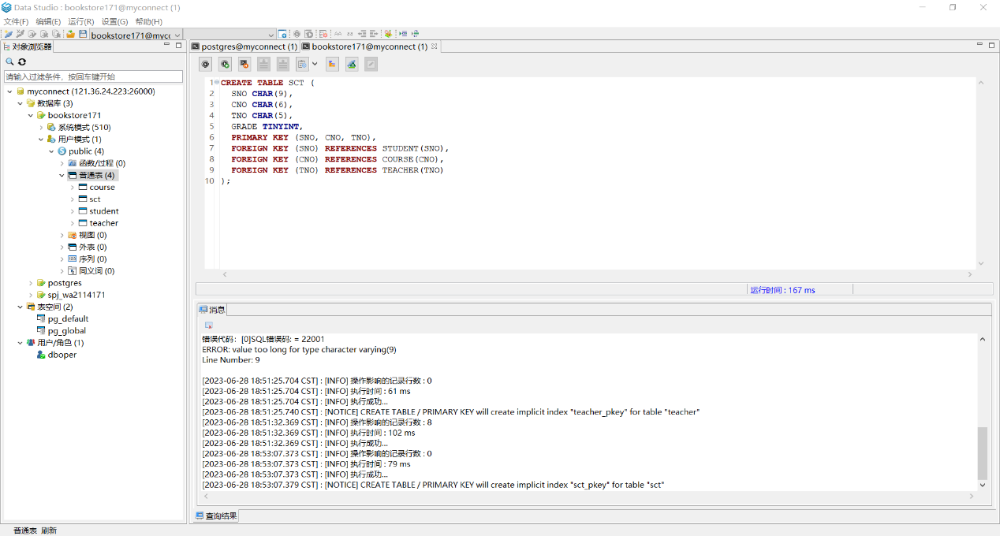 Data Studio : bookstore171@myconnect (1)
文件(F) 编辑(E) 运行(R) 设置(G) 帮助(H)
bookstore171@mycc
对象浏览器
请输入过滤条件，按回车键开始
myconnect (121.36.24.223:26000)
数据库 (3)
bookstore171
系统模式 (510)
用户模式 (1)
public (4)
函数/过程 (0)
普通表 (4)
course
sct
student
teacher
视图 (0)
外表 (0)
序列 (0)
同义词 (0)
postgres
spj_wa2114171
表空间 (2)
pg_default
pg_global
用户/角色 (1)
dboper
postgres@myconnect (1) bookstore171@myconnect (1)
1 CREATE TABLE SCT (
2 SNO CHAR(9),
3 CNO CHAR(6),
4 TNO CHAR(5),
5 GRADE TINYINT,
6 PRIMARY KEY (SNO, CNO, TNO),
7 FOREIGN KEY (SNO) REFERENCES STUDENT(SNO),
8 FOREIGN KEY (CNO) REFERENCES COURSE(CNO),
9 FOREIGN KEY (TNO) REFERENCES TEACHER(TNO)
10 );
运行时间 : 167 ms
消息
错误代码：[0]SQL错误码: = 22001
ERROR: value too long for type character varying(9)
Line Number: 9
[2023-06-28 18:51:25.704 CST] : [INFO] 操作影响的记录行数 : 0
[2023-06-28 18:51:25.704 CST] : [INFO] 执行时间 : 61 ms
[2023-06-28 18:51:25.704 CST] : [INFO] 执行成功...
[2023-06-28 18:51:25.740 CST] : [NOTICE] CREATE TABLE / PRIMARY KEY will create implicit index "teacher_pkey" for table "teacher"
[2023-06-28 18:51:32.369 CST] : [INFO] 操作影响的记录行数 : 8
[2023-06-28 18:51:32.369 CST] : [INFO] 执行时间 : 102 ms
[2023-06-28 18:51:32.369 CST] : [INFO] 执行成功...
[2023-06-28 18:53:07.373 CST] : [INFO] 操作影响的记录行数 : 0
[2023-06-28 18:53:07.373 CST] : [INFO] 执行时间 : 79 ms
[2023-06-28 18:53:07.373 CST] : [INFO] 执行成功...
[2023-06-28 18:53:07.379 CST] : [NOTICE] CREATE TABLE / PRIMARY KEY will create implicit index "sct_pkey" for table "sct"
查询结果
普通表 刷新